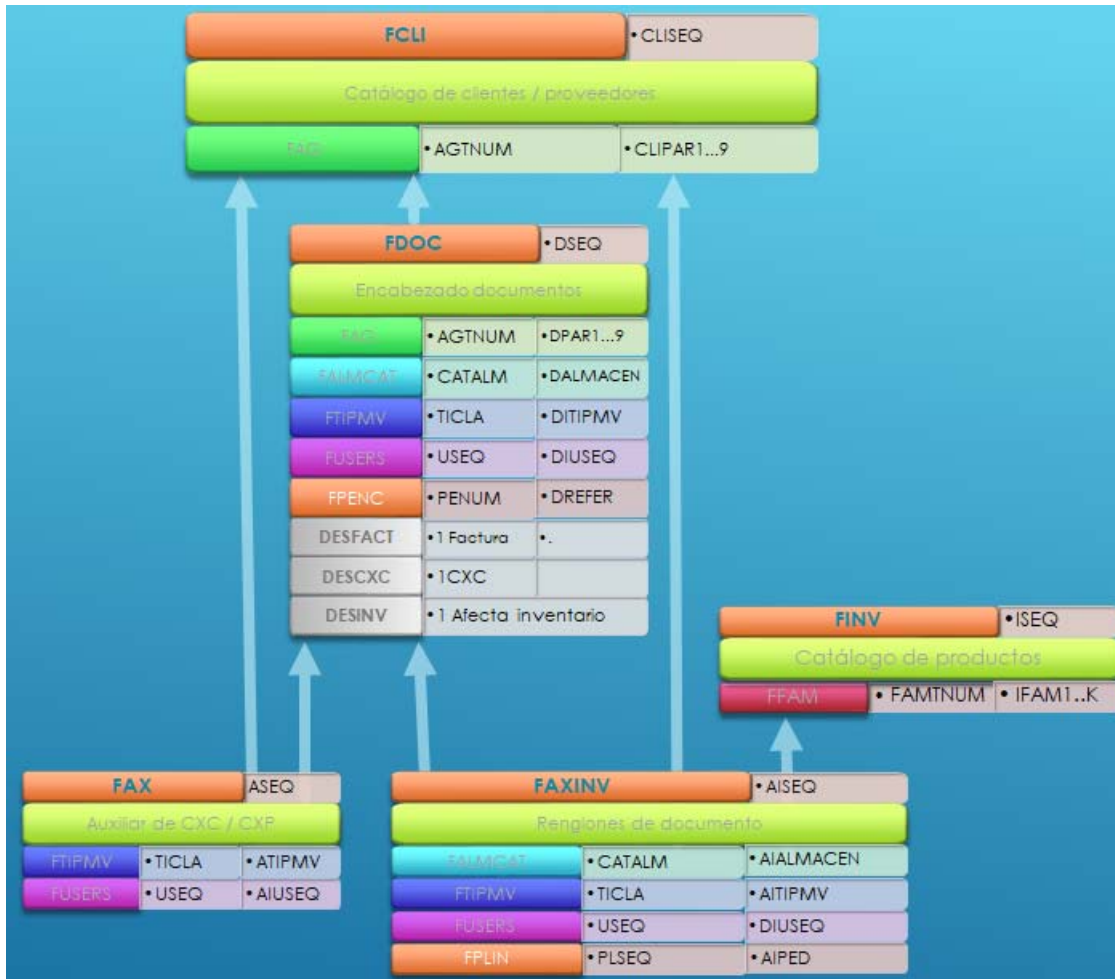 FCLI • CLISEQ
Catálogo de clientes / proveedores
FAG • AGTNUM • CLIPAR1...9
FDOC • DSEQ
Encabezado documentos
FAG • AGTNUM • DPAR1...9
FALMCAT • CATALM • DALMACEN
FTIPMV • TICLA • DITIPMV
FUSERS • USEQ • DIUSEQ
FPENC • PENUM • DREFER
DESFACT • 1 Factura • .
DESCXC • 1CXC
DESINV • 1 Afecta inventario
FINV • ISEQ
Catálogo de productos
FFAM • FAMTNUM • IFAM1..K
FAX ASEQ
Auxiliar de CXC / CXP
FTIPMV • TICLA • ATIPMV
FUSERS • USEQ • AIUSEQ
FAXINV • AISEQ
Renglones de documento
FALMCAT • CATALM • AIALMACEN
FTIPMV • TICLA • AITIPMV
FUSERS • USEQ • DIUSEQ
FPLIN • PLSEQ • AIPED